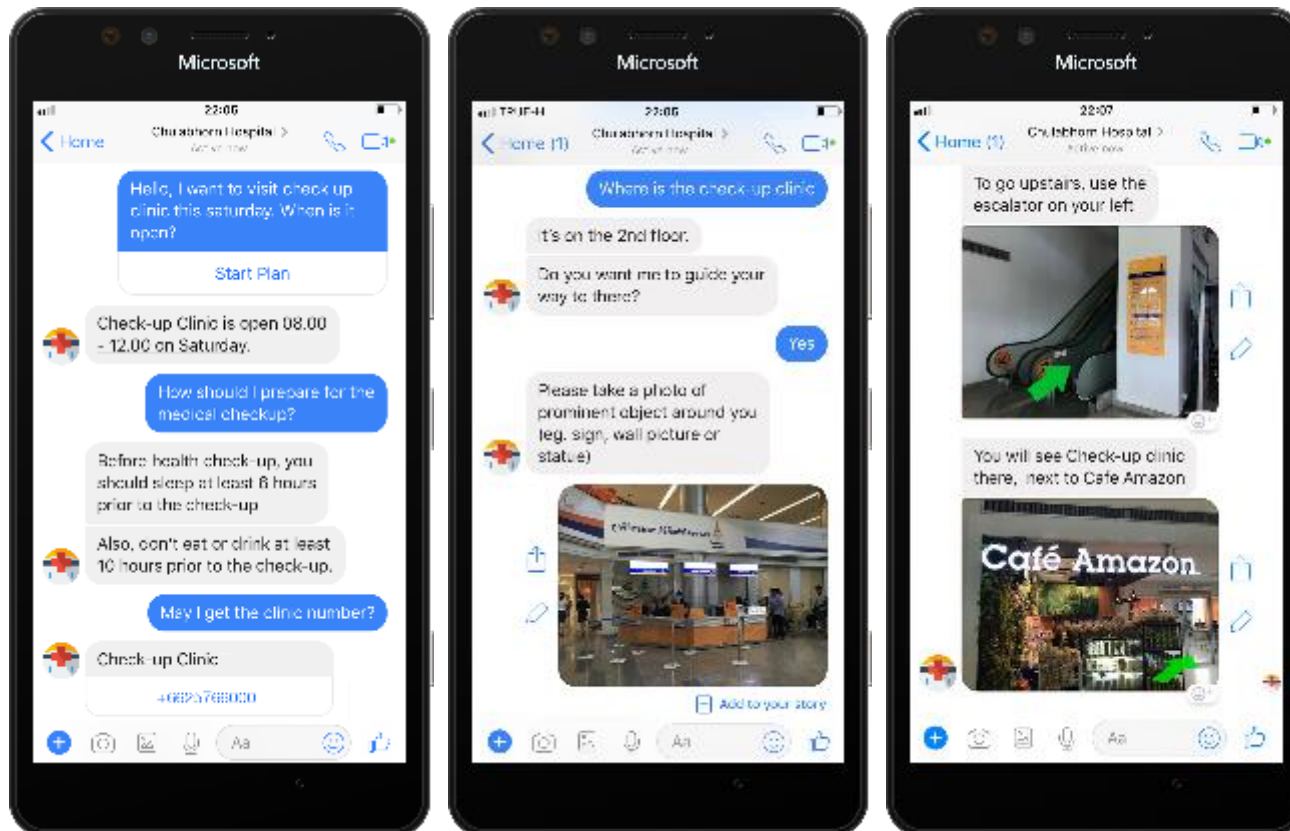 Microsoft
22:06
Home
Chulabhorn Hospital >
Active now
Hello, I want to visit check up
clinic this saturday. When is it
open?
Start Plan
Check-up Clinic is open 08.00
- 12.00 on Saturday.
How should I prepare for the
medical checkup?
Before health check-up, you
should sleep at least 6 hours
prior to the check-up
Also, don't eat or drink at least
10 hours prior to the check-up.
May I get the clinic number?
Check-up Clinic
+6625766000
Aa
Microsoft
TRUE-H
22:06
Home (1)
Chulabhorn Hospital >
Active now
Where is the check-up clinic
It's on the 2nd floor.
Do you want me to guide your
way to there?
Yes
Please take a photo of
prominent object around you
(eg. sign, wall picture or
statue)
Add to your story
Aa
Microsoft
22:07
Home (1)
Chulabhorn Hospital >
Active now
To go upstairs, use the
escalator on your left
You will see Check-up clinic
there, next to Cafe Amazon
Café Amazon
Aa